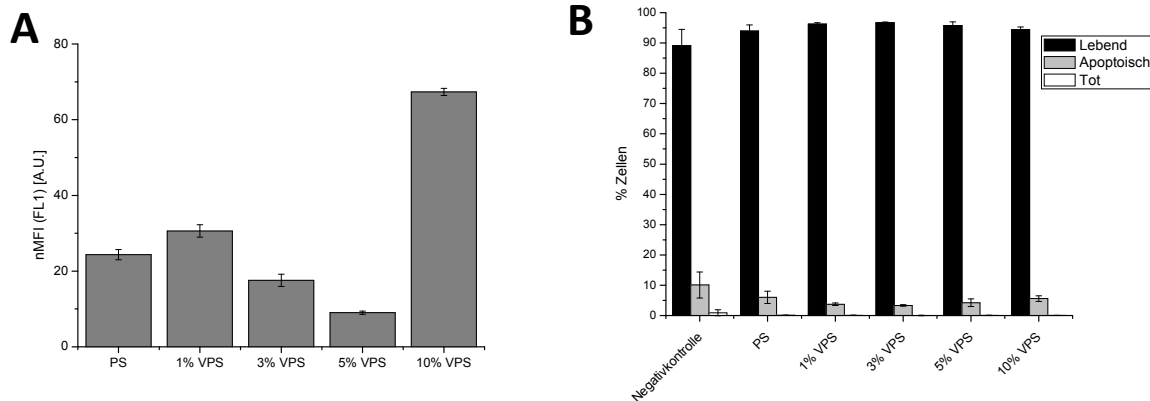 A
80
60
40
20
0
nMFI (FL1) [A.U.]
PS
1% VPS
3% VPS
5% VPS
10% VPS
B
100
90
80
70
60
50
40
30
20
10
0
% Zellen
Negativkontrolle
PS
1% VPS
3% VPS
5% VPS
10% VPS
Lebend
Apoptoisch
Tot